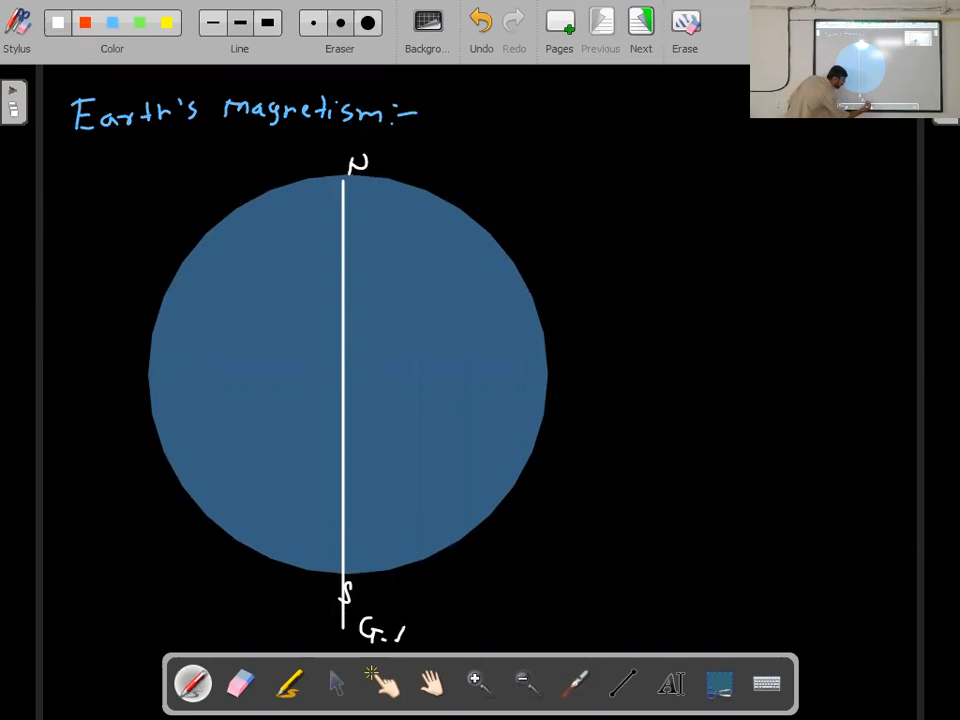 Stylus
Color
Line
Eraser
Backgro...
Undo
Redo
Pages
Previous
Next
Erase
Earth's magnetism:-
N
S
G.